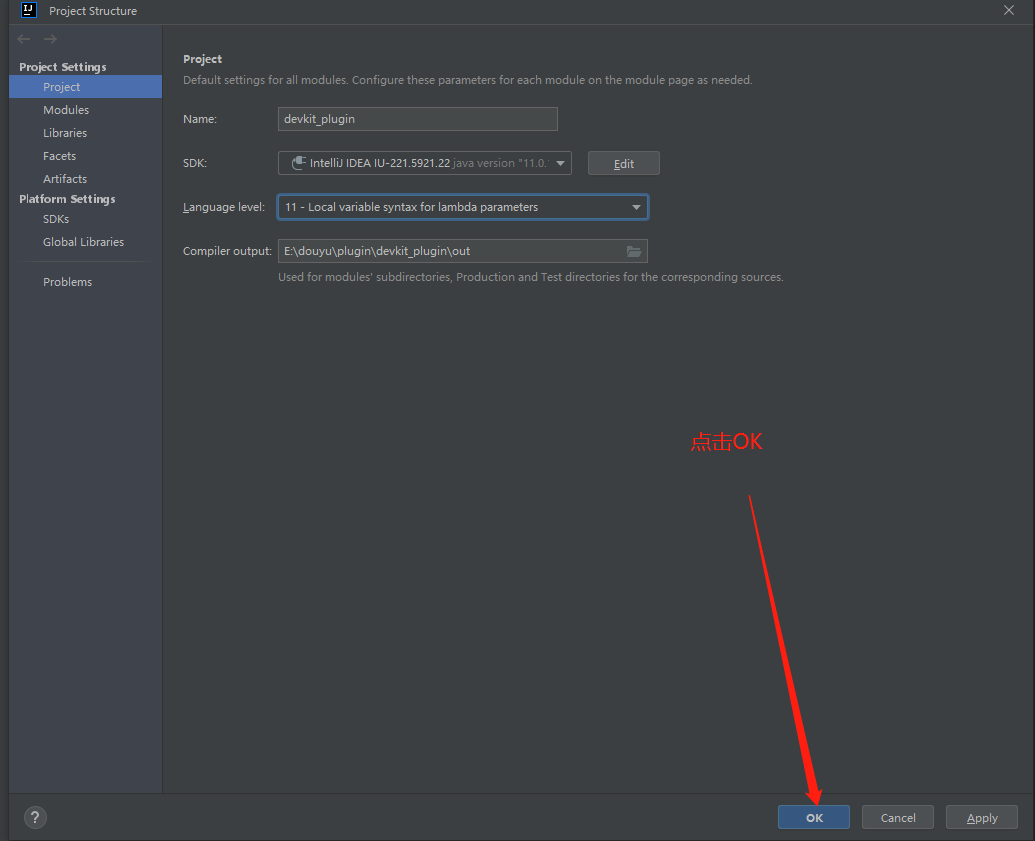 IJ
Project Structure
Project Settings
Project
Modules
Libraries
Facets
Artifacts
Platform Settings
SDKs
Global Libraries
Problems
Project
Default settings for all modules. Configure these parameters for each module on the module page as needed.
Name: devkit_plugin
SDK: IntelliJ IDEA IU-221.5921.22 java version "11.0. Edit
Language level: 11 - Local variable syntax for lambda parameters
Compiler output: E:\douyu\plugin\devkit_plugin\out
Used for modules' subdirectories, Production and Test directories for the corresponding sources.
点击OK
? OK Cancel Apply